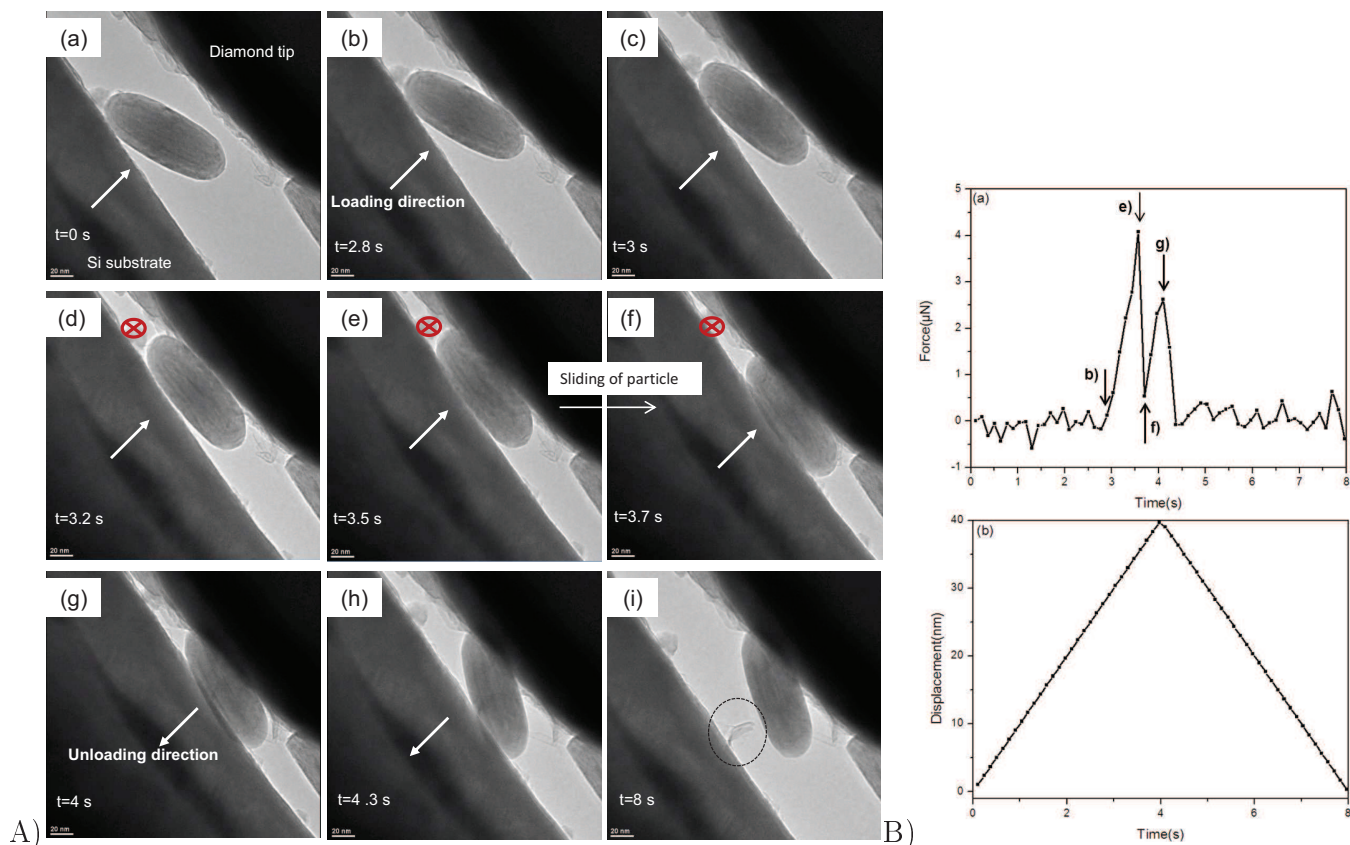 (a)
Diamond tip
t=0 s
Si substrate
20 nm
(b)
Loading direction
t=2.8 s
20 nm
(c)
t=3 s
20 nm
(d)
t=3.2 s
20 nm
(e)
t=3.5 s
20 nm
Sliding of particle
(f)
t=3.7 s
20 nm
(g)
Unloading direction
t=4 s
20 nm
(h)
t=4 .3 s
20 nm
(i)
t=8 s
20 nm
A)
(a)
5
4
3
2
1
0
-1
Force(µN)
e)
g)
b)
f)
0 1 2 3 4 5 6 7 8
Time(s)
(b)
40
30
20
10
0
Displacement(nm)
0 2 4 6 8
Time(s)
B)